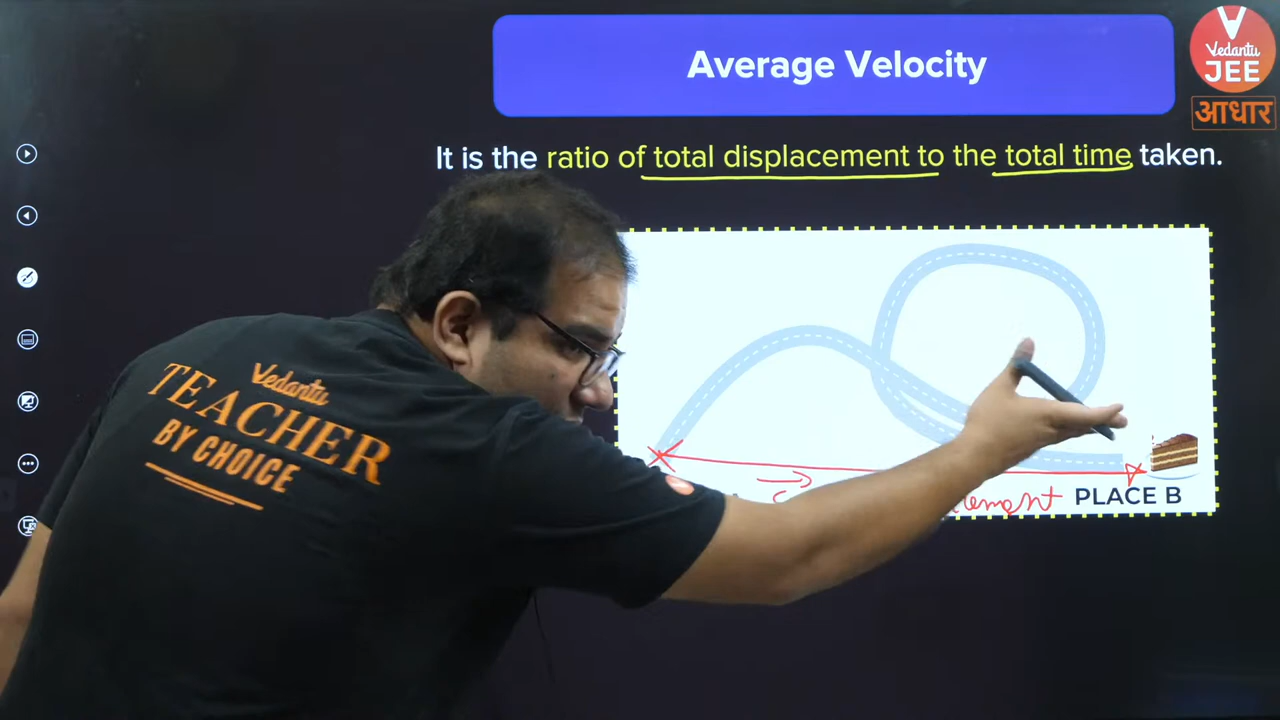 Average Velocity
Vedantu
JEE
आधार
It is the ratio of total displacement to the total time taken.
Vedantu
TEACHER
BY CHOICE
PLACE B